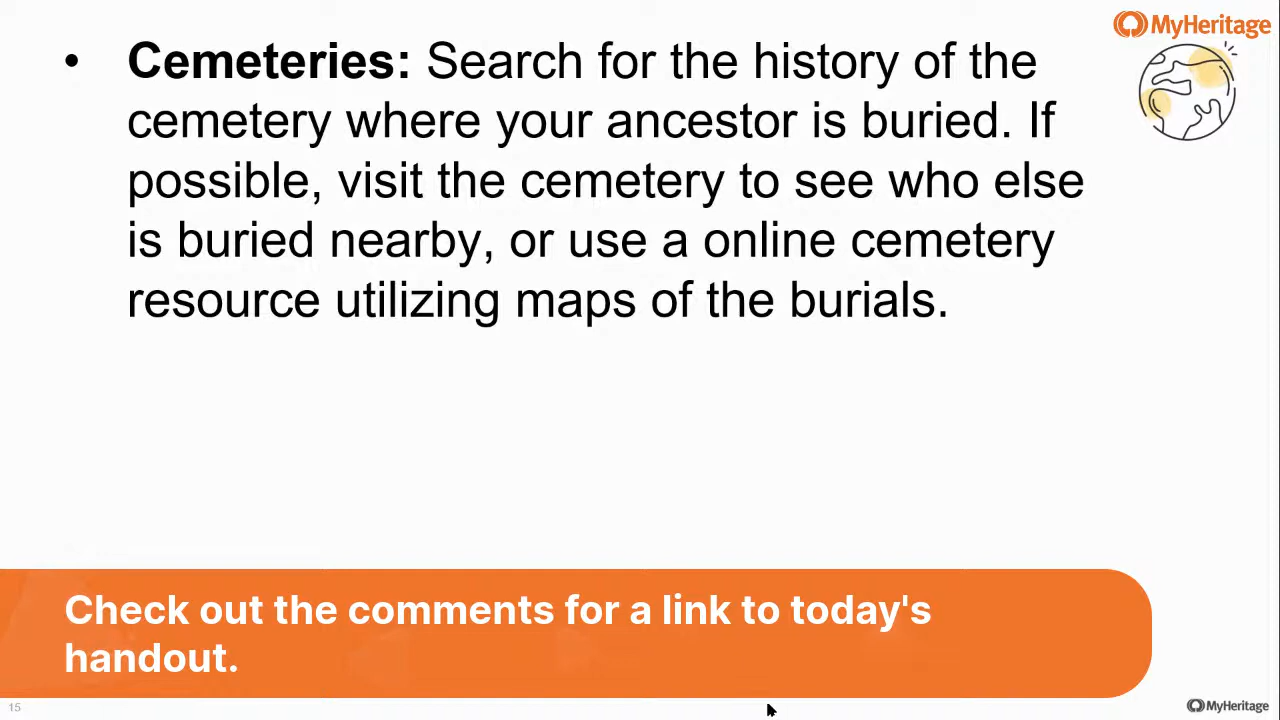 MyHeritage
• Cemeteries: Search for the history of the
cemetery where your ancestor is buried. If
possible, visit the cemetery to see who else
is buried nearby, or use a online cemetery
resource utilizing maps of the burials.
Check out the comments for a link to today's
handout.
15
MyHeritage